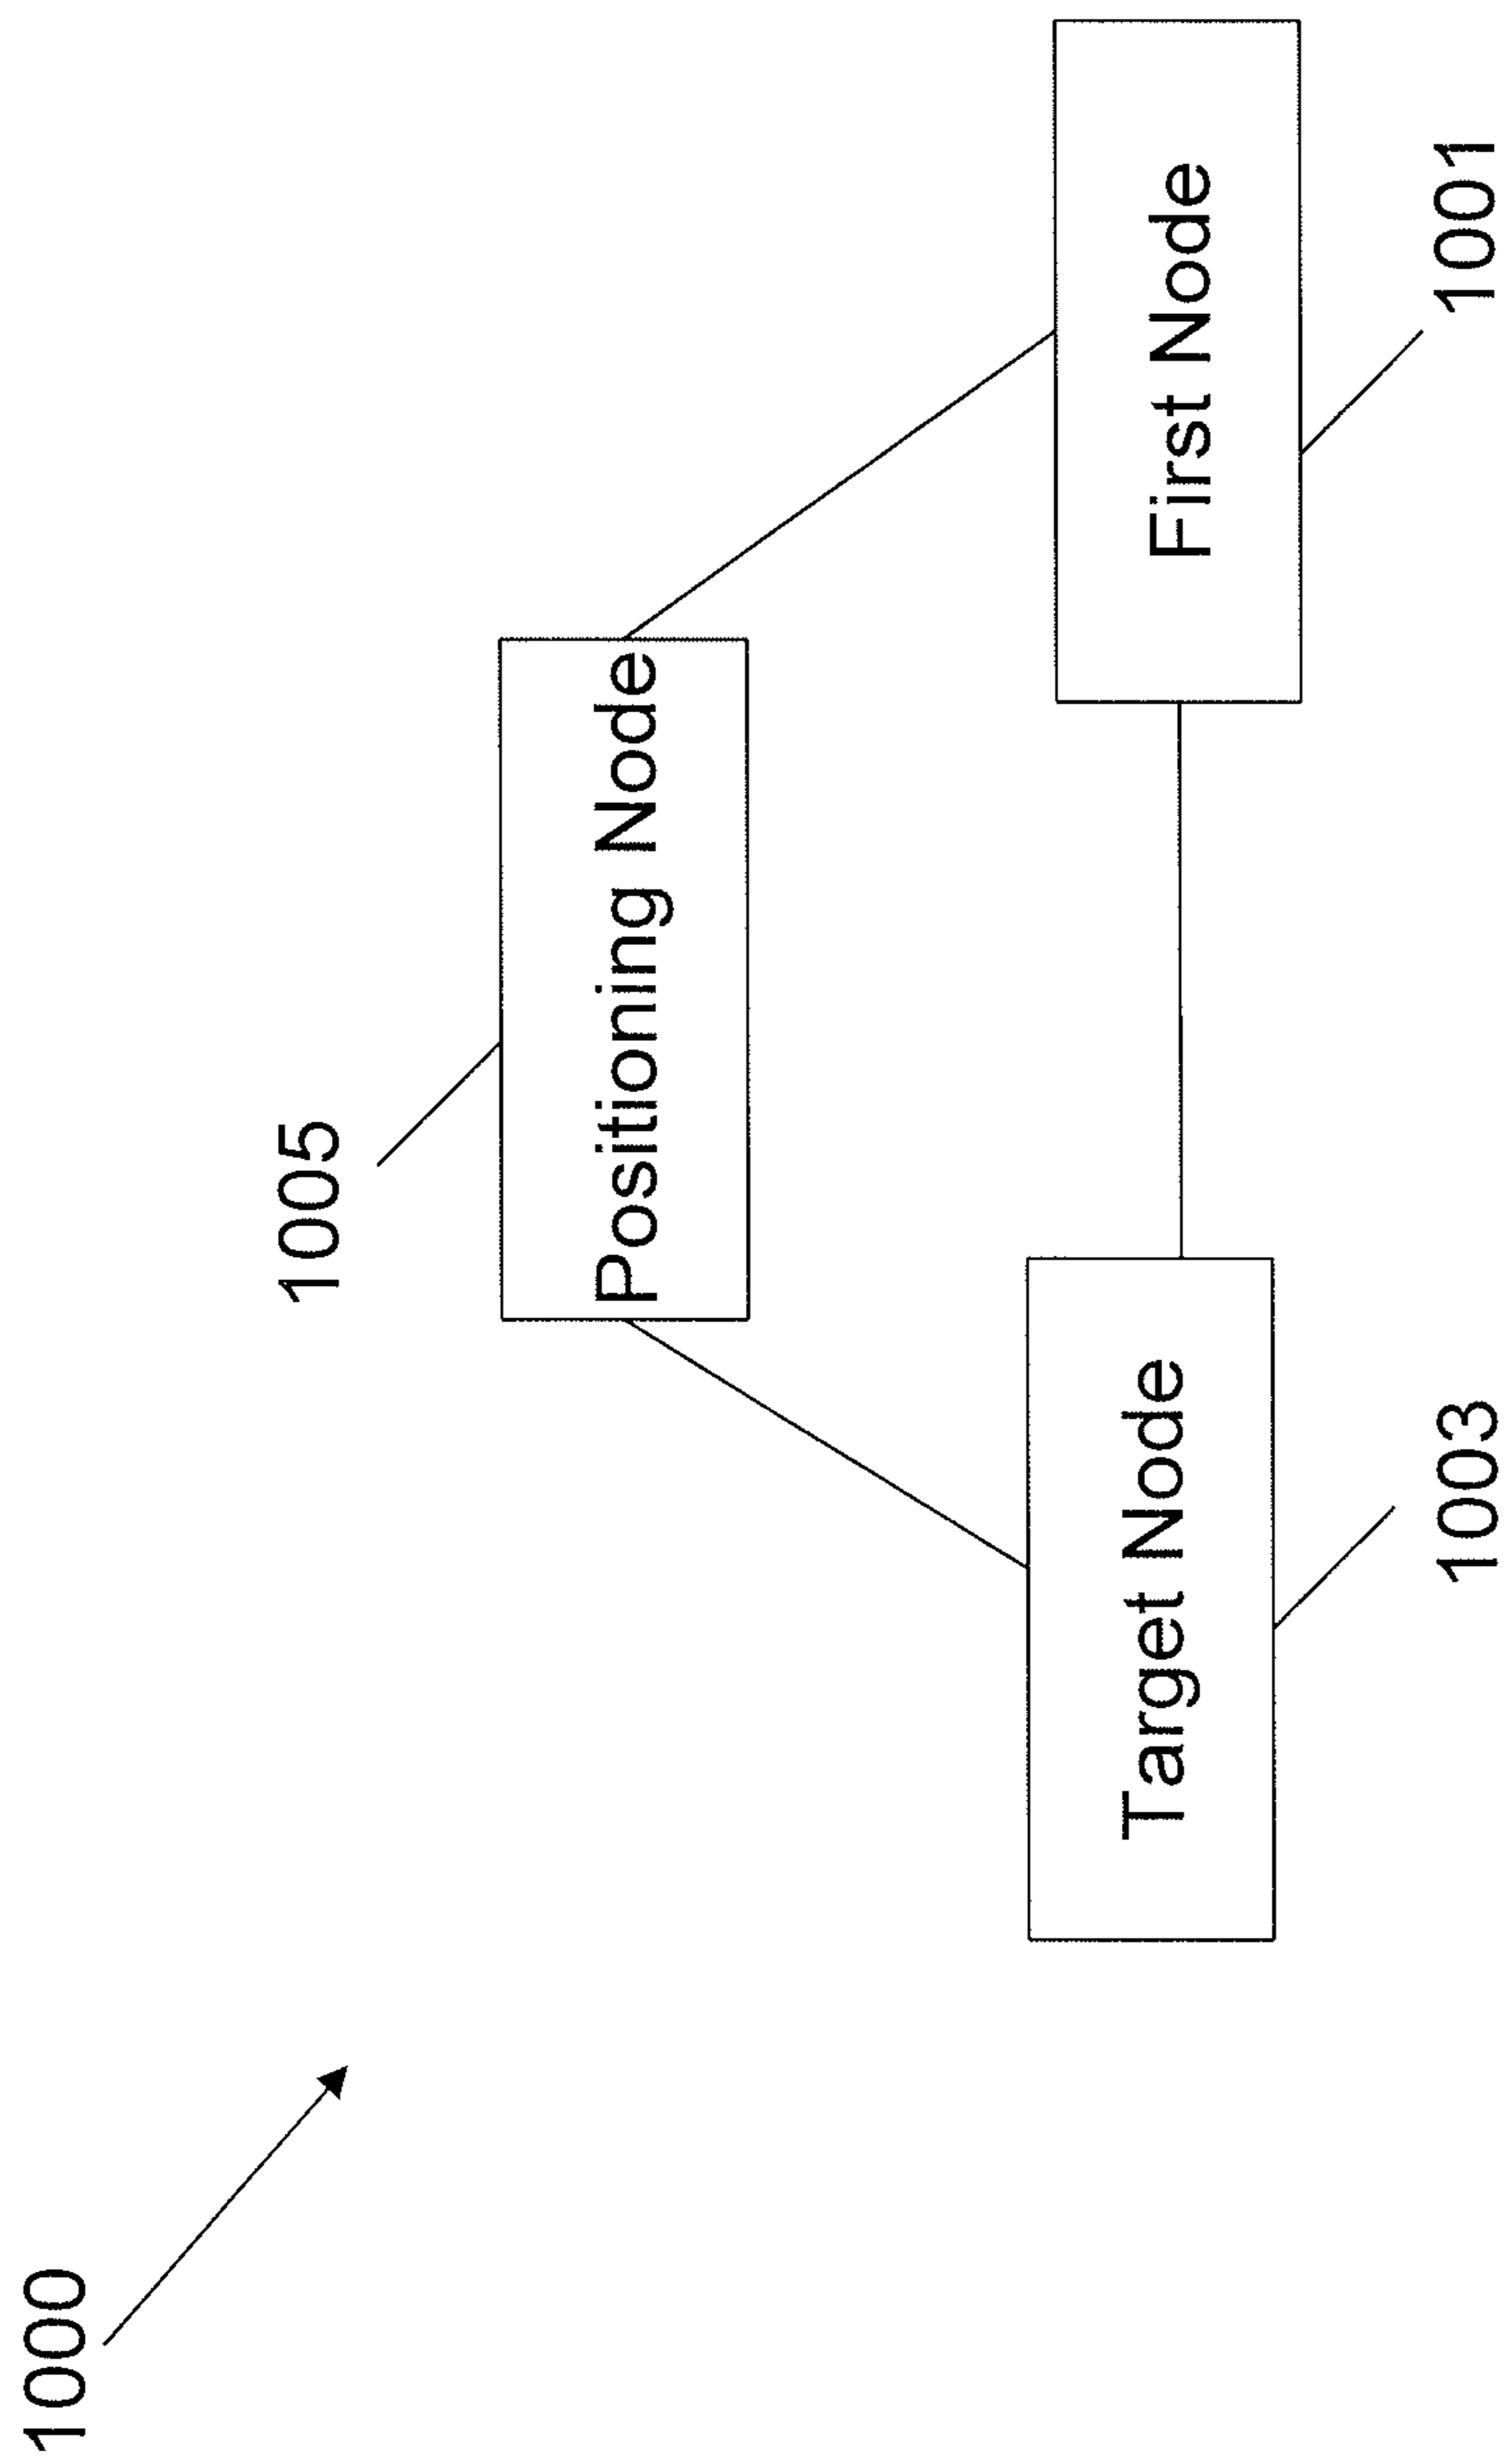 1000
1005
Positioning Node
Target Node
First Node
1003
1001